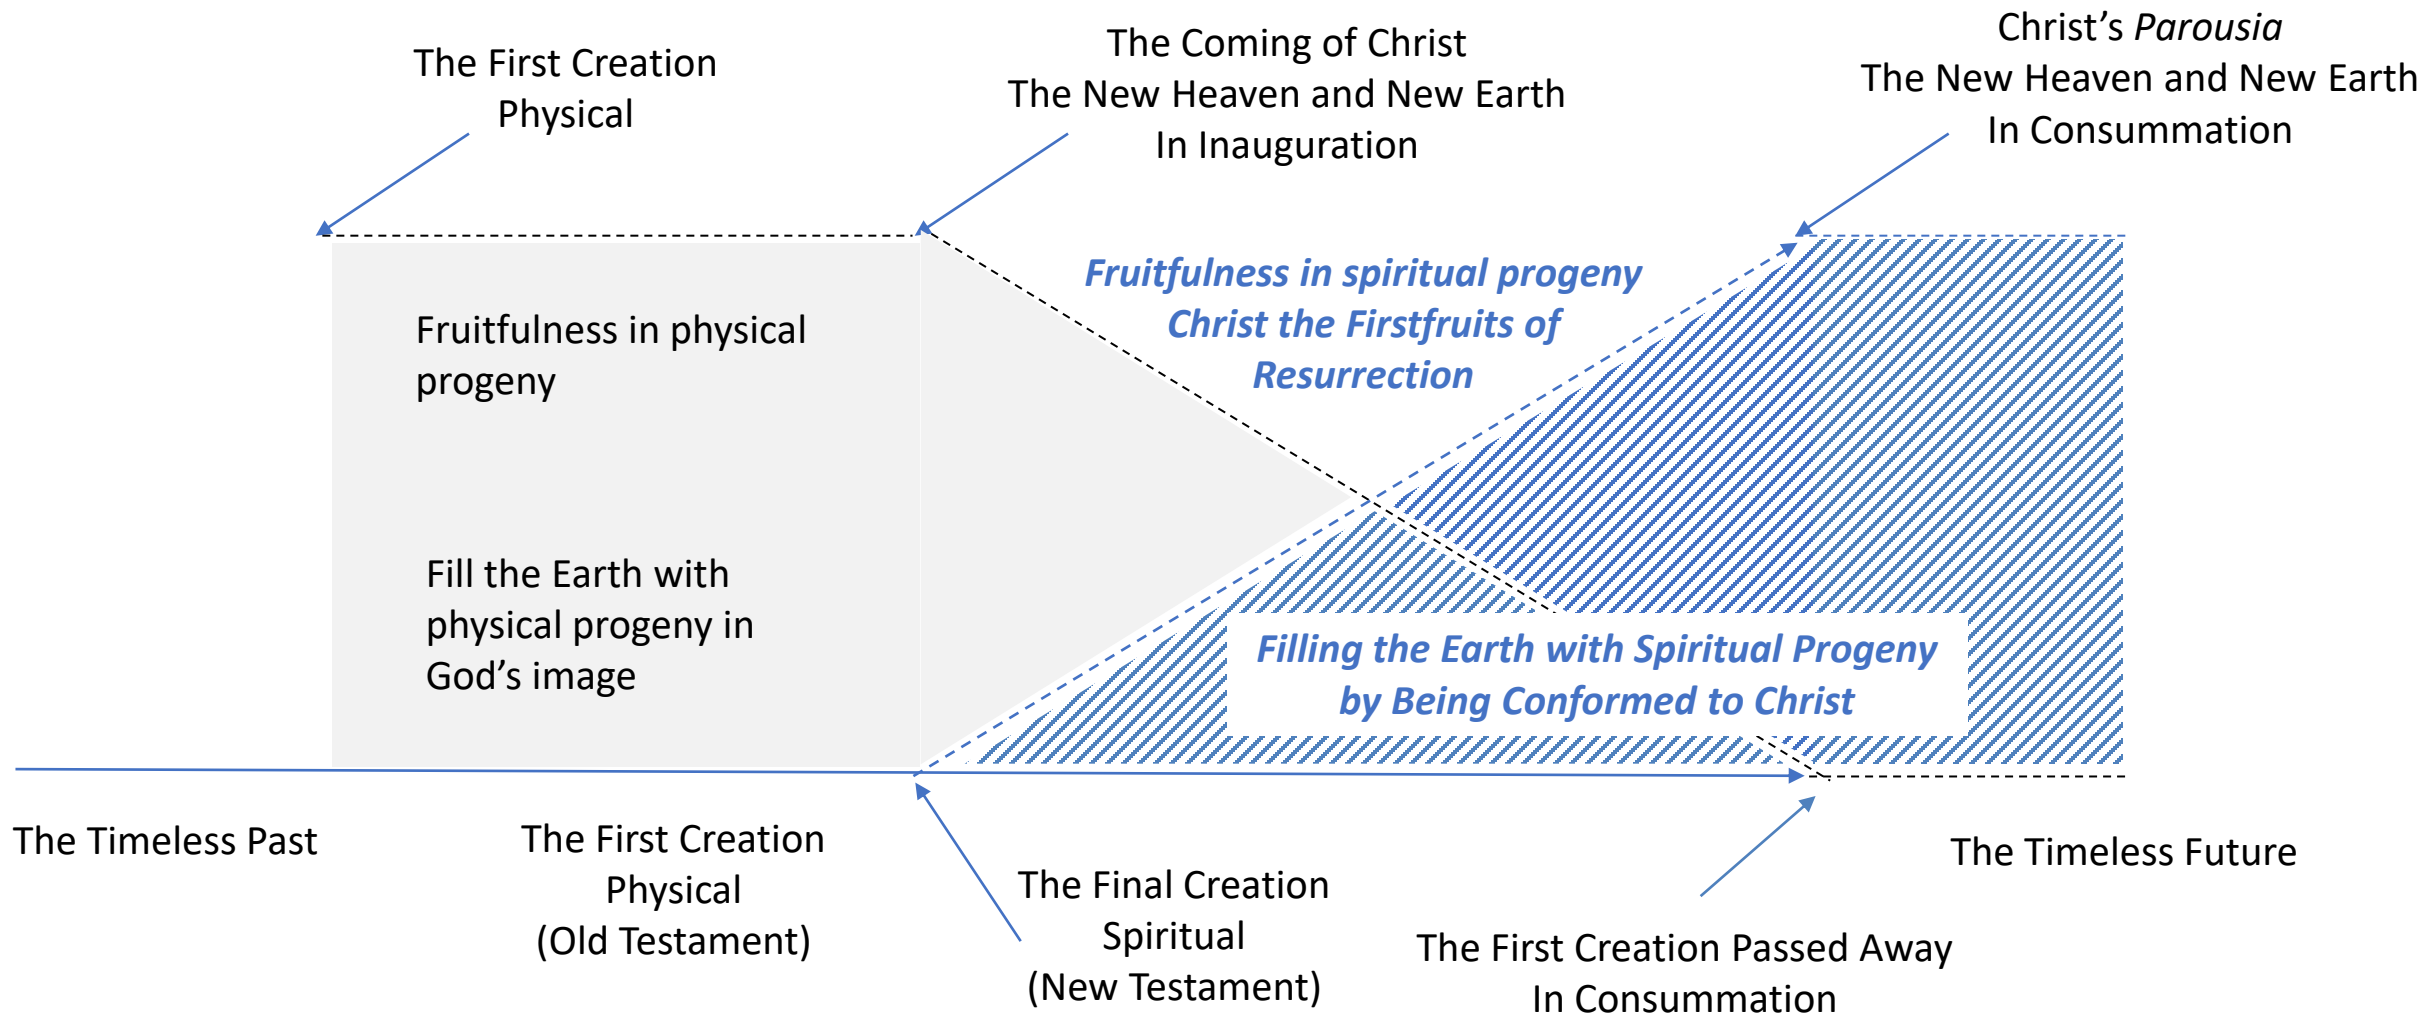 The First Creation
Physical
The Coming of Christ
The New Heaven and New Earth
In Inauguration
Christ’s Parousia
The New Heaven and New Earth
In Consummation
Fruitfulness in physical
progeny
Fruitfulness in spiritual progeny
Christ the Firstfruits of
Resurrection
Fill the Earth with
physical progeny in
God’s image
Filling the Earth with Spiritual Progeny
by Being Conformed to Christ
The Timeless Past
The First Creation
Physical
(Old Testament)
The Final Creation
Spiritual
(New Testament)
The First Creation Passed Away
In Consummation
The Timeless Future